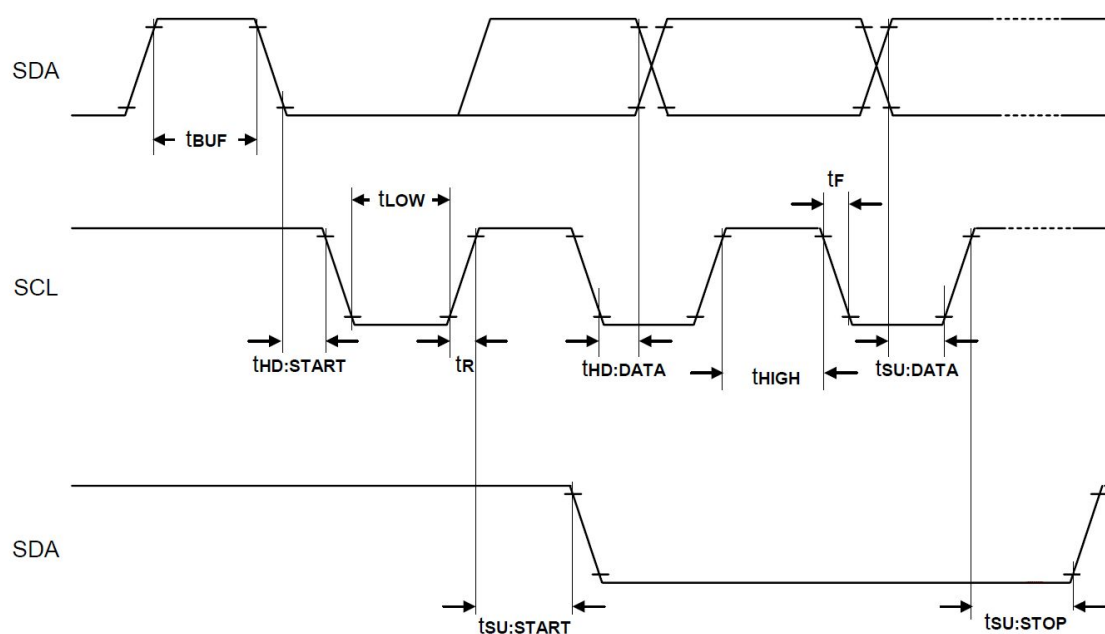 SDA
tBUF
tLOW
tF
SCL
tHD:START
tR
tHD:DATA
tHIGH
tSU:DATA
SDA
tSU:START
tSU:STOP